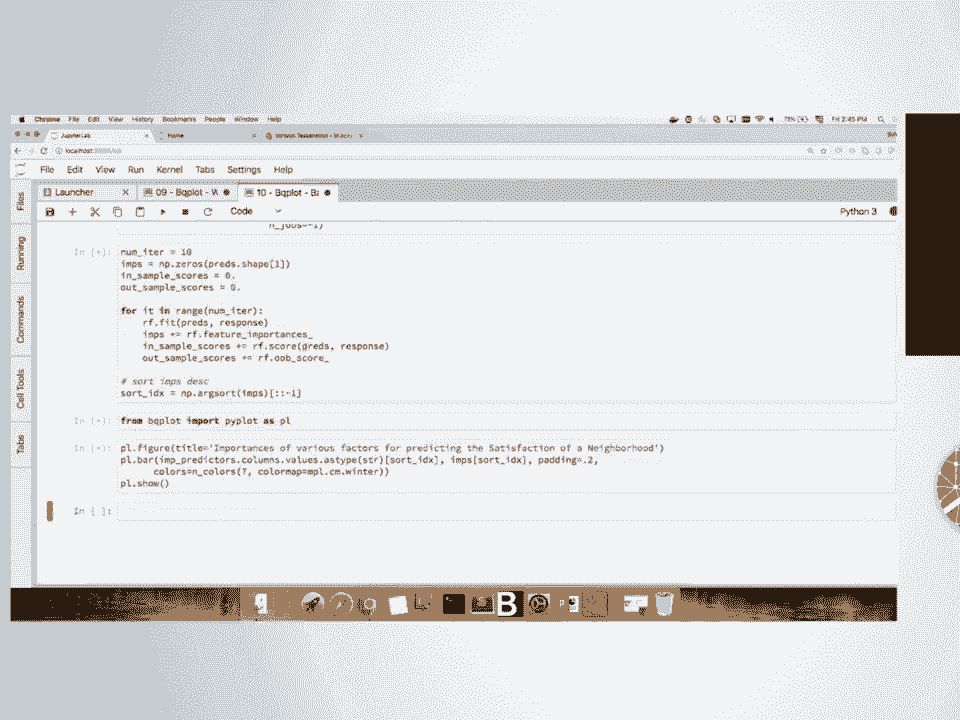 Chrome File Edit View History Bookmarks People Window Help
79% Fri 2:45 PM
JupyterLab
Home
localhost:8888/lab
File Edit View Run Kernel Tabs Settings Help
Launcher 09 - Bqplot - W 10 - Bqplot - Ba
Code Python 3
Files
Running
Commands
Cell Tools
Tabs
n_jobs=-1)
In [*]: num_iter = 10
imps = np.zeros(preds.shape[1])
in_sample_scores = 0.
out_sample_scores = 0.
for it in range(num_iter):
rf.fit(preds, response)
imps += rf.feature_importances_
in_sample_scores += rf.score(preds, response)
out_sample_scores += rf.oob_score_
# sort imps desc
sort_idx = np.argsort(imps)[::-1]
In [*]: from bqplot import pyplot as pl
In [*]: pl.figure(title='Importances of various factors for predicting the Satisfaction of a Neighborhood')
pl.bar(imp_predictors.columns.values.astype(str)[sort_idx], imps[sort_idx], padding=.2,
colors=n_colors(7, colormap=mpl.cm.winter))
pl.show()
In [ ]:
B